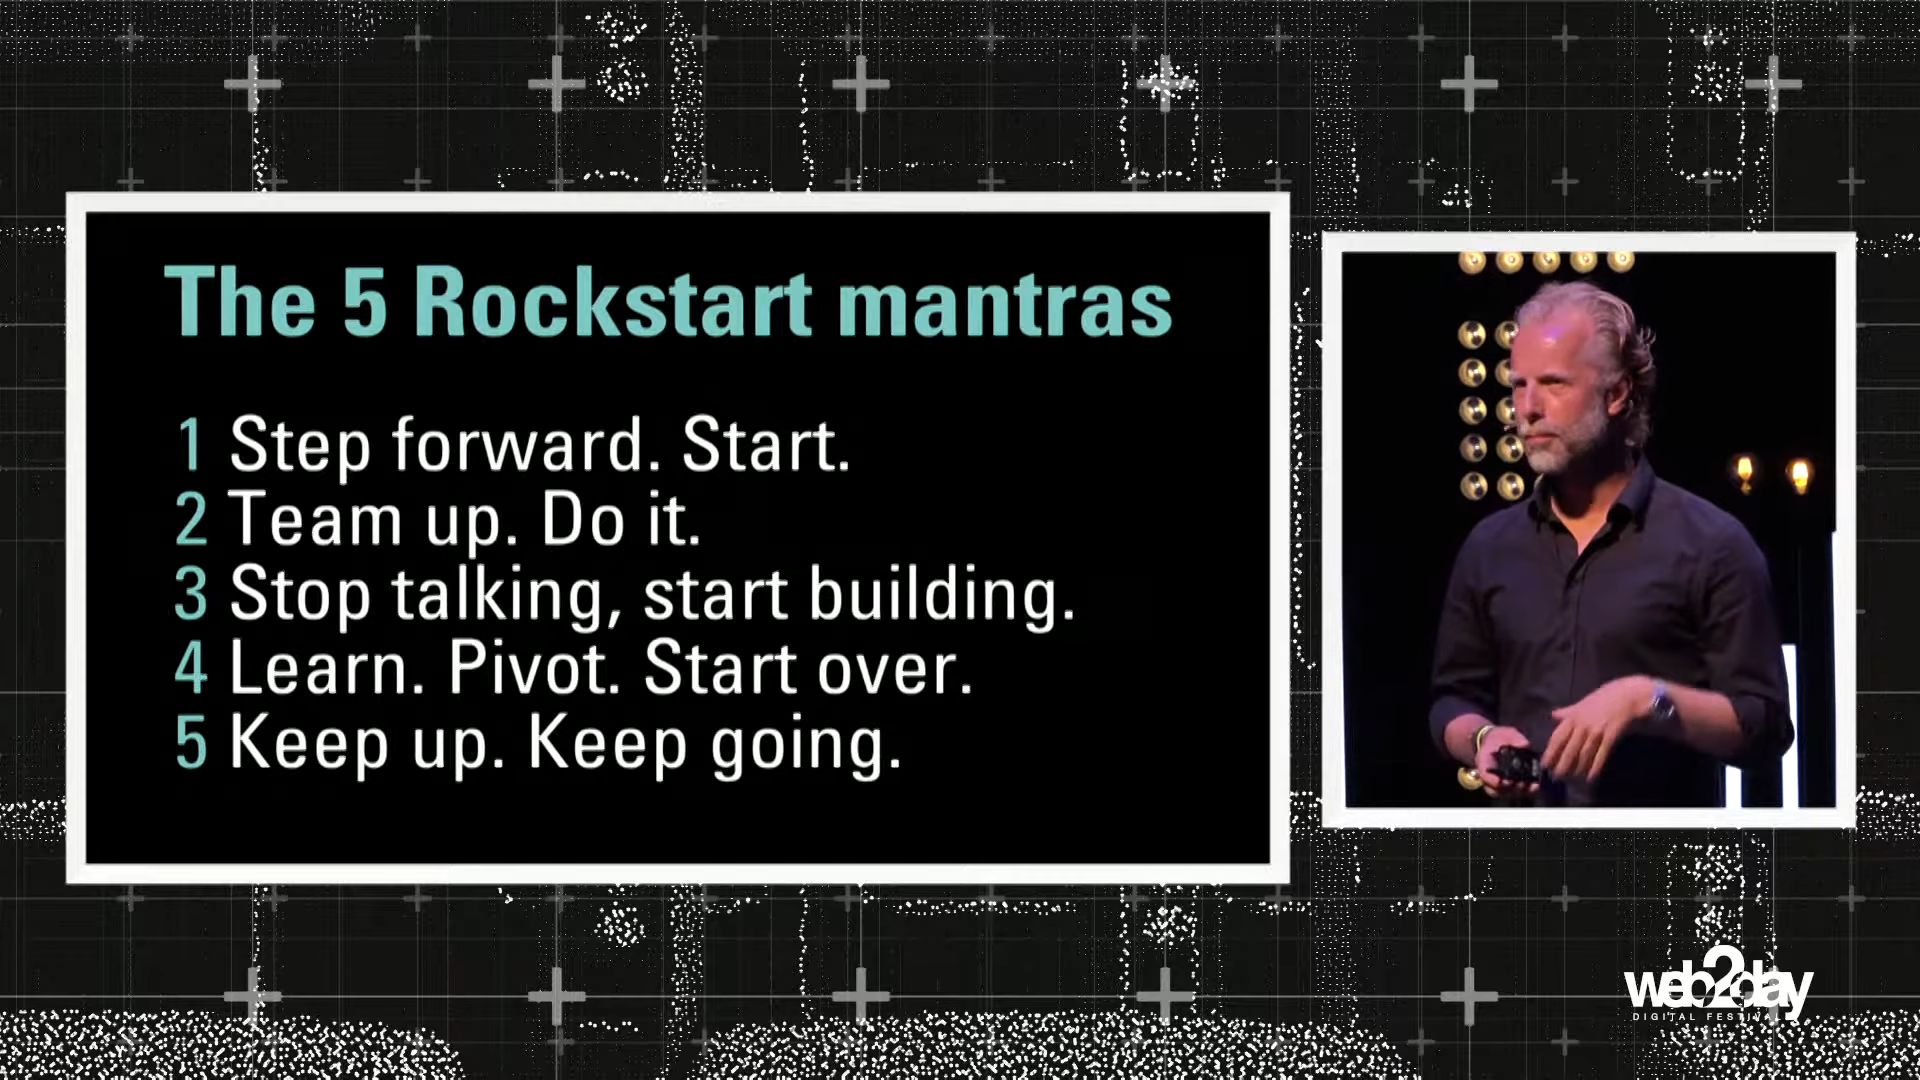 The 5 Rockstart mantras
1 Step forward. Start.
2 Team up. Do it.
3 Stop talking, start building.
4 Learn. Pivot. Start over.
5 Keep up. Keep going.
web2day
DIGITAL FESTIVAL